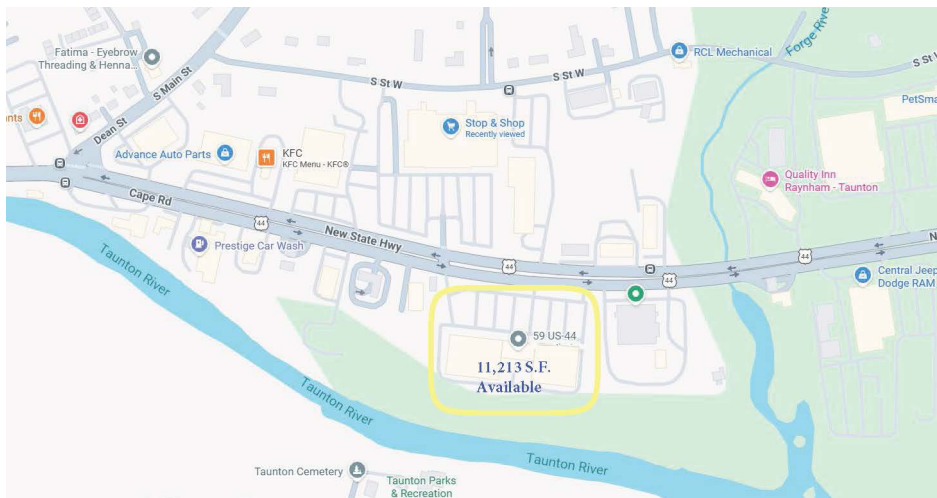 Fatima - Eyebrow
Threading & Henna...
S Main St
Dean St
S St W
S St W
RCL Mechanical
Forge River
S St
PetSma
ants
Advance Auto Parts
KFC
KFC Menu - KFC®
Stop & Shop
Recently viewed
Quality Inn
Raynham - Taunton
Cape Rd
44
New State Hwy
44
44
44
N
Prestige Car Wash
Central Jeep
Dodge RAM
Taunton River
59 US-44
11,213 S.F.
Available
Taunton River
Taunton River
Taunton Cemetery
Taunton Parks
& Recreation